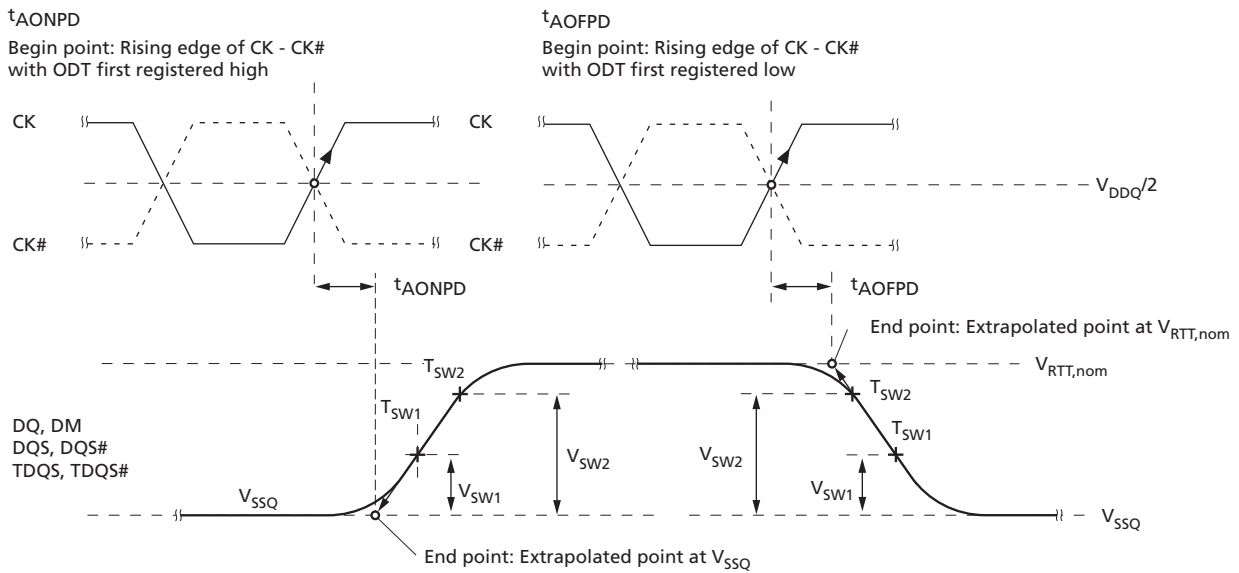 tAONPD
Begin point: Rising edge of CK - CK#
with ODT first registered high
tAOFPD
Begin point: Rising edge of CK - CK#
with ODT first registered low
CK
CK
VDDQ/2
CK#
CK#
tAONPD
tAOFPD
End point: Extrapolated point at VRTT,nom
TSW2
VRTT,nom
TSW2
TSW1
TSW1
DQ, DM
DQS, DQS#
TDQS, TDQS#
VSW2
VSW2
VSW1
VSW1
VSSQ
VSSQ
End point: Extrapolated point at VSSQ